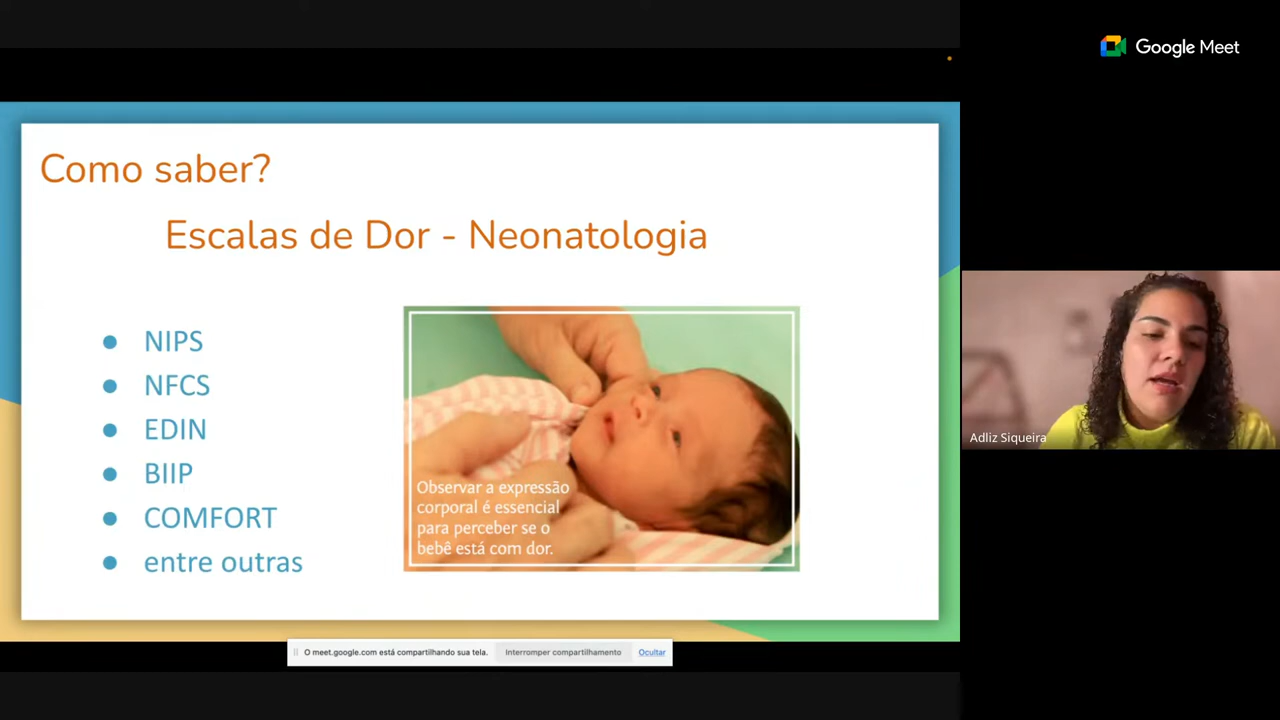 Google Meet
Como saber?
Escalas de Dor - Neonatologia
● NIPS
● NFCS
● EDIN
● BIIP
● COMFORT
● entre outras
Observar a expressão
corporal é essencial
para perceber se o
bebê está com dor.
Adliz Siqueira
O meet.google.com está compartilhando sua tela. Interromper compartilhamento Ocultar